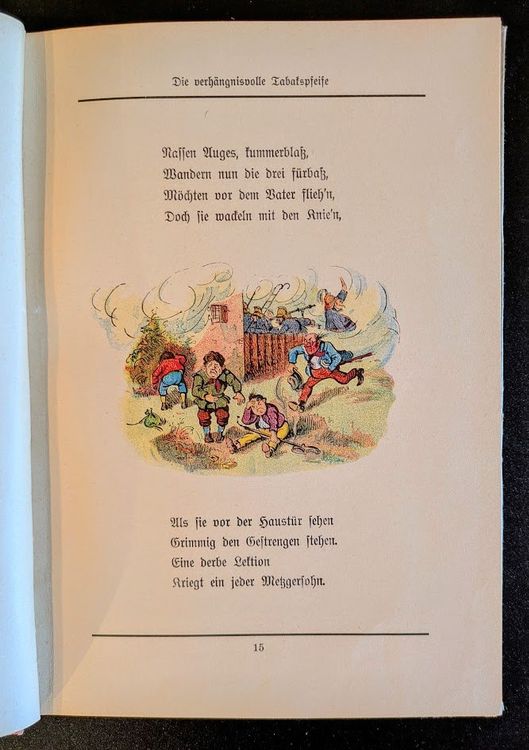 Die verhängnisvolle Tabakspfeife
Nassen Auges, kummerblaß,
Wandern nun die drei fürbaß,
Möchten vor dem Vater flieh'n,
Doch sie wackeln mit den Knie'n,
Als sie vor der Haustür sehen
Grimmig den Gestrengen stehen.
Eine derbe Lektion
Kriegt ein jeder Metzgersohn.
15